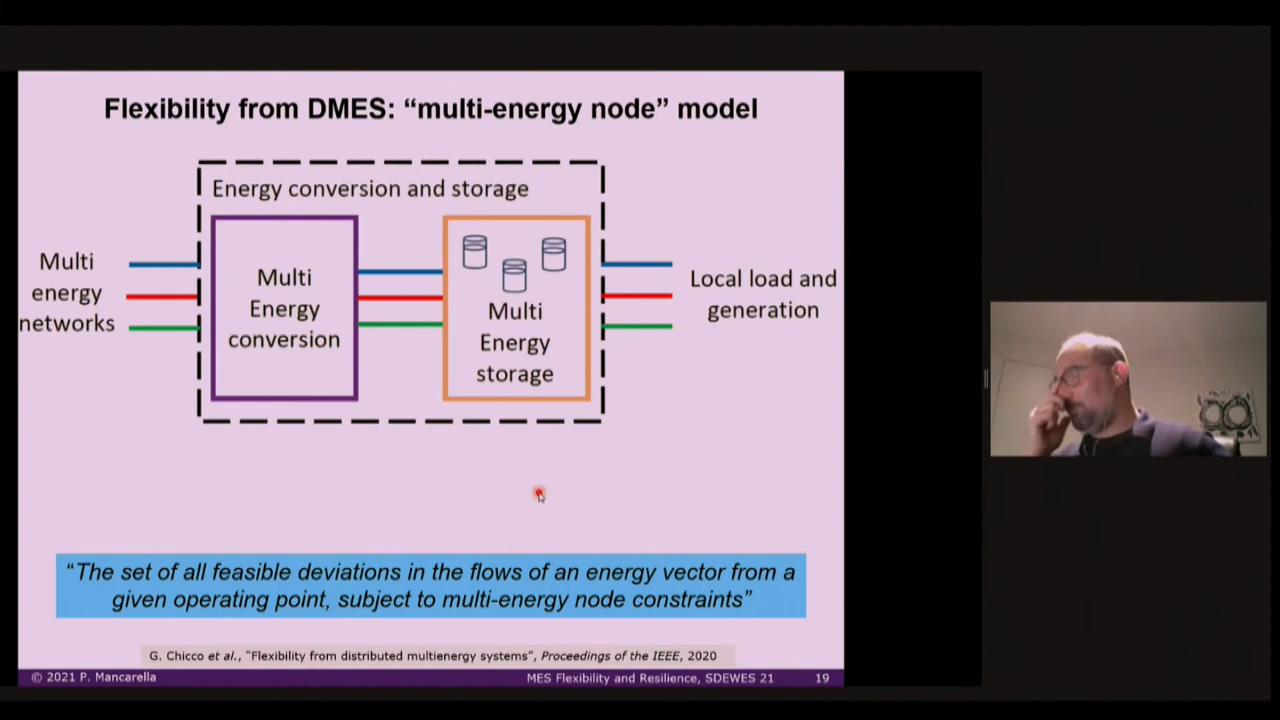 Flexibility from DMES: “multi-energy node” model
Energy conversion and storage
Multi
energy
networks
Multi
Energy
conversion
Multi
Energy
storage
Local load and
generation
“The set of all feasible deviations in the flows of an energy vector from a
given operating point, subject to multi-energy node constraints”
G. Chicco et al., “Flexibility from distributed multienergy systems”, Proceedings of the IEEE, 2020
© 2021 P. Mancarella
MES Flexibility and Resilience, SDEWES 21
19